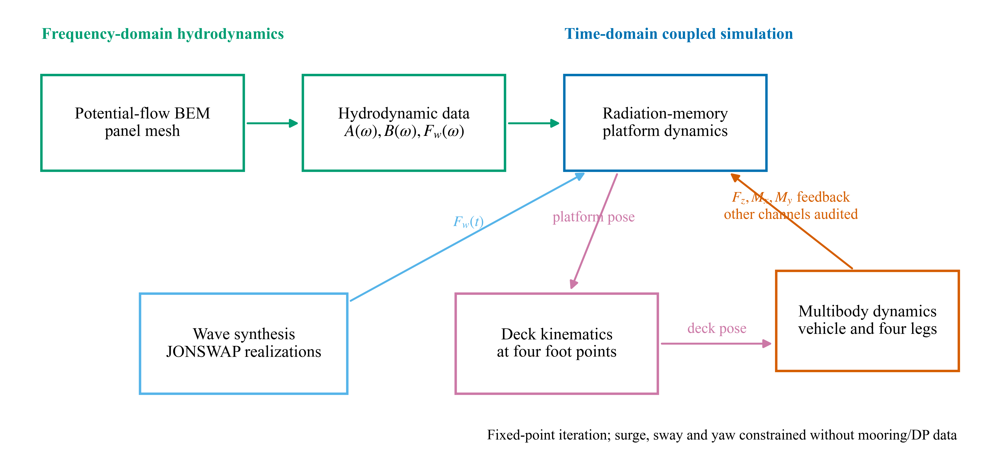 Frequency-domain hydrodynamics
Time-domain coupled simulation
Potential-flow BEM
panel mesh
Hydrodynamic data
A(ω), B(ω), F_w(ω)
Radiation-memory
platform dynamics
F_z, M_x, M_y feedback
other channels audited
F_w(t)
platform pose
Wave synthesis
JONSWAP realizations
Deck kinematics
at four foot points
deck pose
Multibody dynamics
vehicle and four legs
Fixed-point iteration; surge, sway and yaw constrained without mooring/DP data